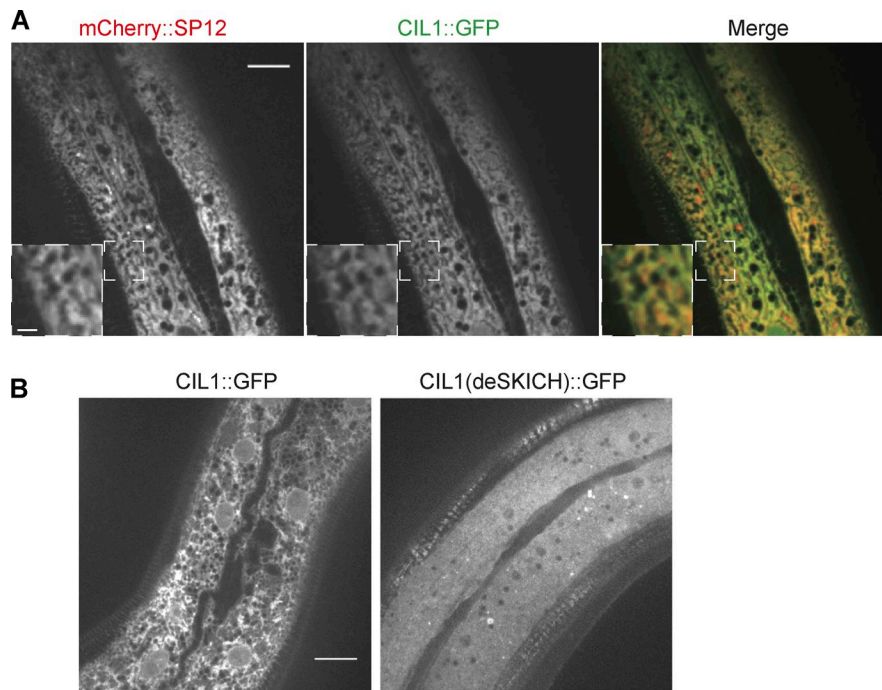 A
mCherry::SP12 CIL1::GFP Merge
B
CIL1::GFP CIL1(deSKICH)::GFP